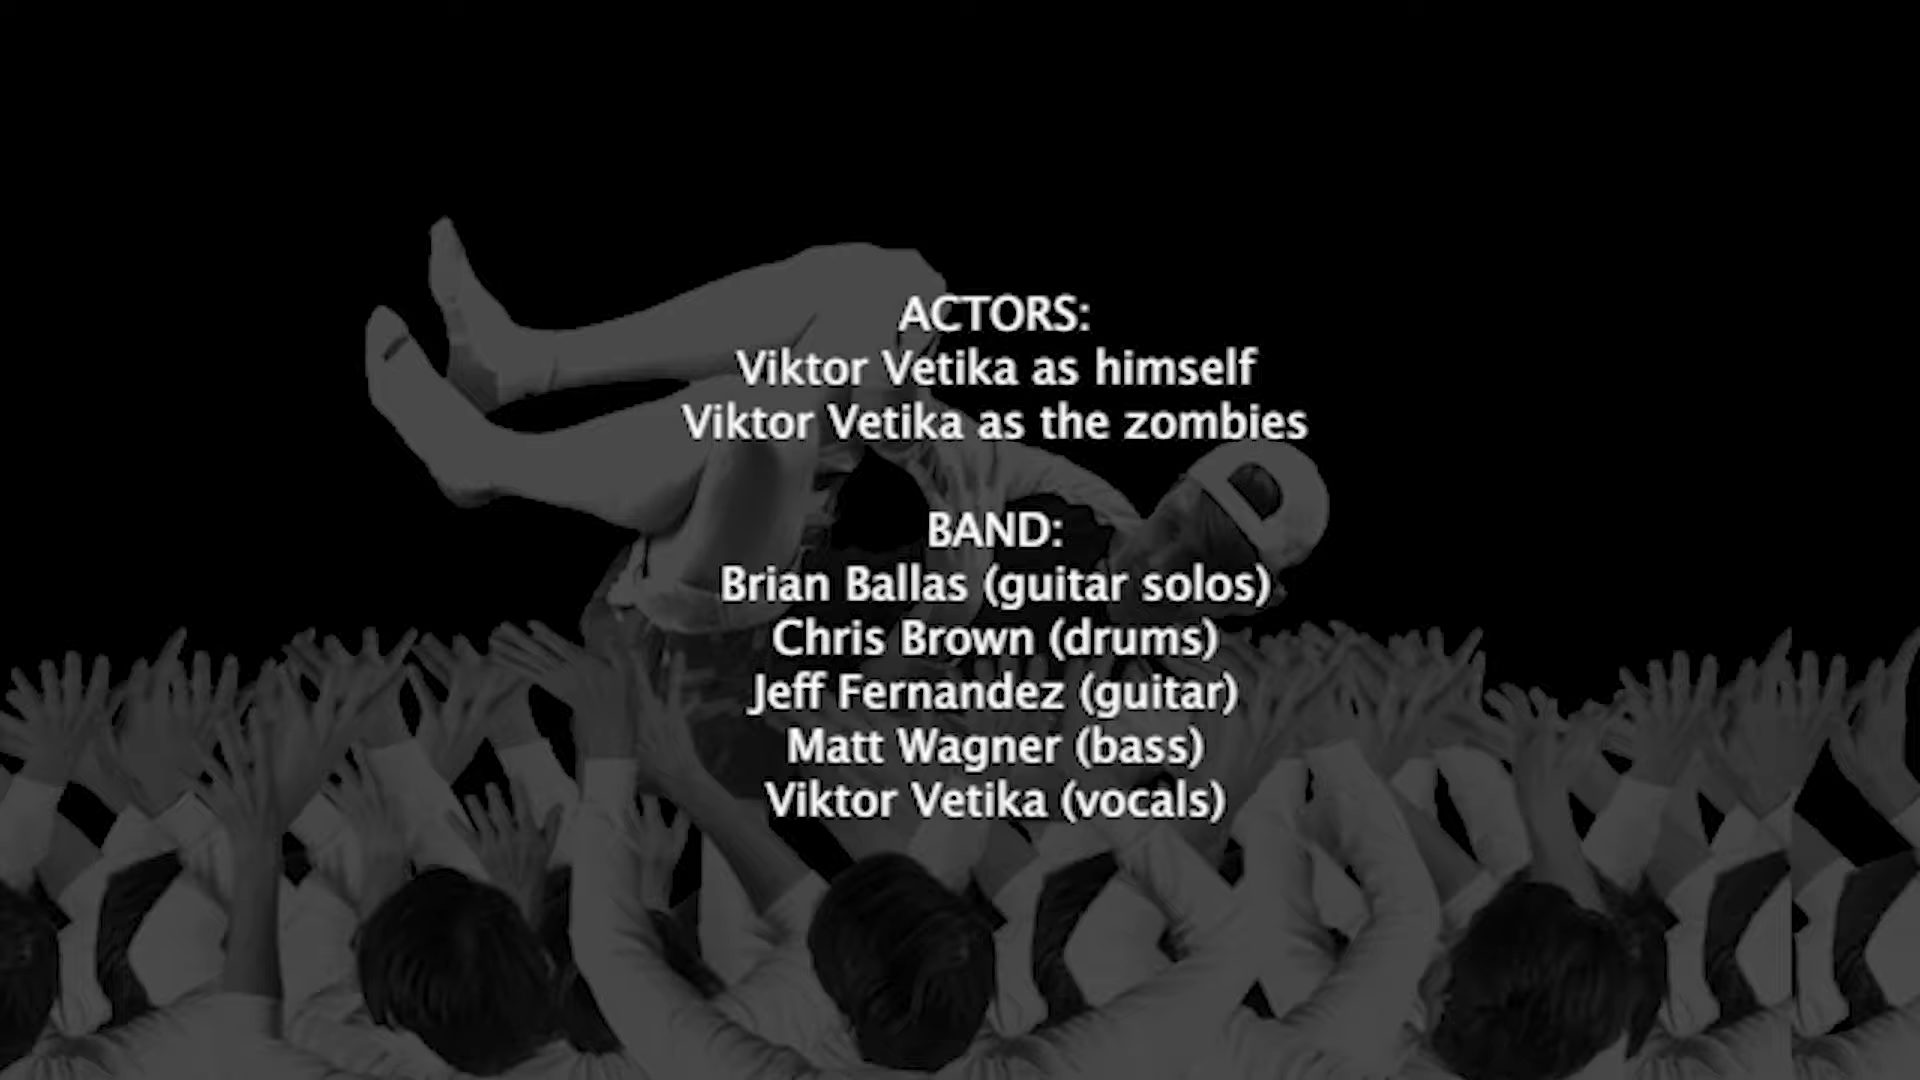 ACTORS:
Viktor Vetika as himself
Viktor Vetika as the zombies
BAND:
Brian Ballas (guitar solos)
Chris Brown (drums)
Jeff Fernandez (guitar)
Matt Wagner (bass)
Viktor Vetika (vocals)